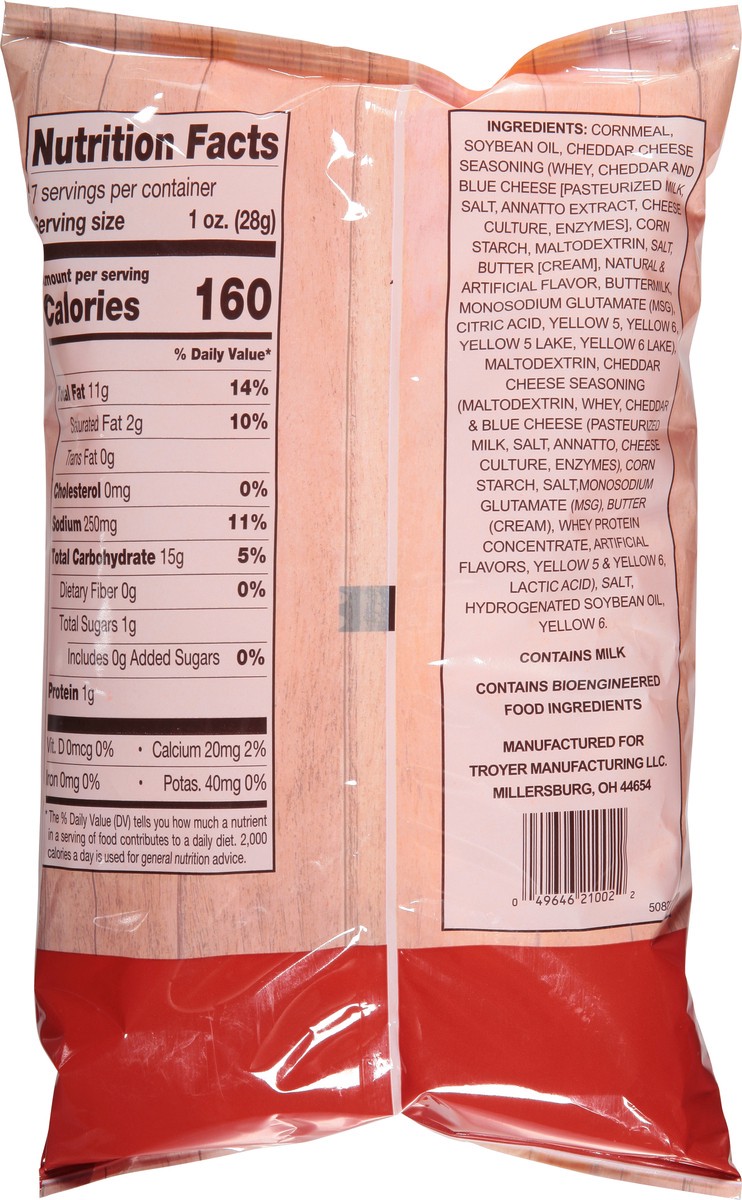 Nutrition Facts
7 servings per container
Serving size 1 oz. (28g)
Amount per serving
Calories 160
% Daily Value*
Total Fat 11g 14%
Saturated Fat 2g 10%
Trans Fat 0g
Cholesterol 0mg 0%
Sodium 250mg 11%
Total Carbohydrate 15g 5%
Dietary Fiber 0g 0%
Total Sugars 1g
Includes 0g Added Sugars 0%
Protein 1g
Vit. D 0mcg 0% • Calcium 20mg 2%
Iron 0mg 0% • Potas. 40mg 0%
* The % Daily Value (DV) tells you how much a nutrient
in a serving of food contributes to a daily diet. 2,000
calories a day is used for general nutrition advice.
INGREDIENTS: CORNMEAL,
SOYBEAN OIL, CHEDDAR CHEESE
SEASONING (WHEY, CHEDDAR AND
BLUE CHEESE [PASTEURIZED MILK,
SALT, ANNATTO EXTRACT, CHEESE
CULTURE, ENZYMES], CORN
STARCH, MALTODEXTRIN, SALT,
BUTTER [CREAM], NATURAL &
ARTIFICIAL FLAVOR, BUTTERMILK,
MONOSODIUM GLUTAMATE (MSG),
CITRIC ACID, YELLOW 5, YELLOW 6,
YELLOW 5 LAKE, YELLOW 6 LAKE),
MALTODEXTRIN, CHEDDAR
CHEESE SEASONING
(MALTODEXTRIN, WHEY, CHEDDAR
& BLUE CHEESE (PASTEURIZED
MILK, SALT, ANNATTO, CHEESE
CULTURE, ENZYMES), CORN
STARCH, SALT,MONOSODIUM
GLUTAMATE (MSG), BUTTER
(CREAM), WHEY PROTEIN
CONCENTRATE, ARTIFICIAL
FLAVORS, YELLOW 5 & YELLOW 6,
LACTIC ACID), SALT,
HYDROGENATED SOYBEAN OIL,
YELLOW 6.
CONTAINS MILK
CONTAINS BIOENGINEERED
FOOD INGREDIENTS
MANUFACTURED FOR
TROYER MANUFACTURING LLC.
MILLERSBURG, OH 44654
0 49646 21002 2